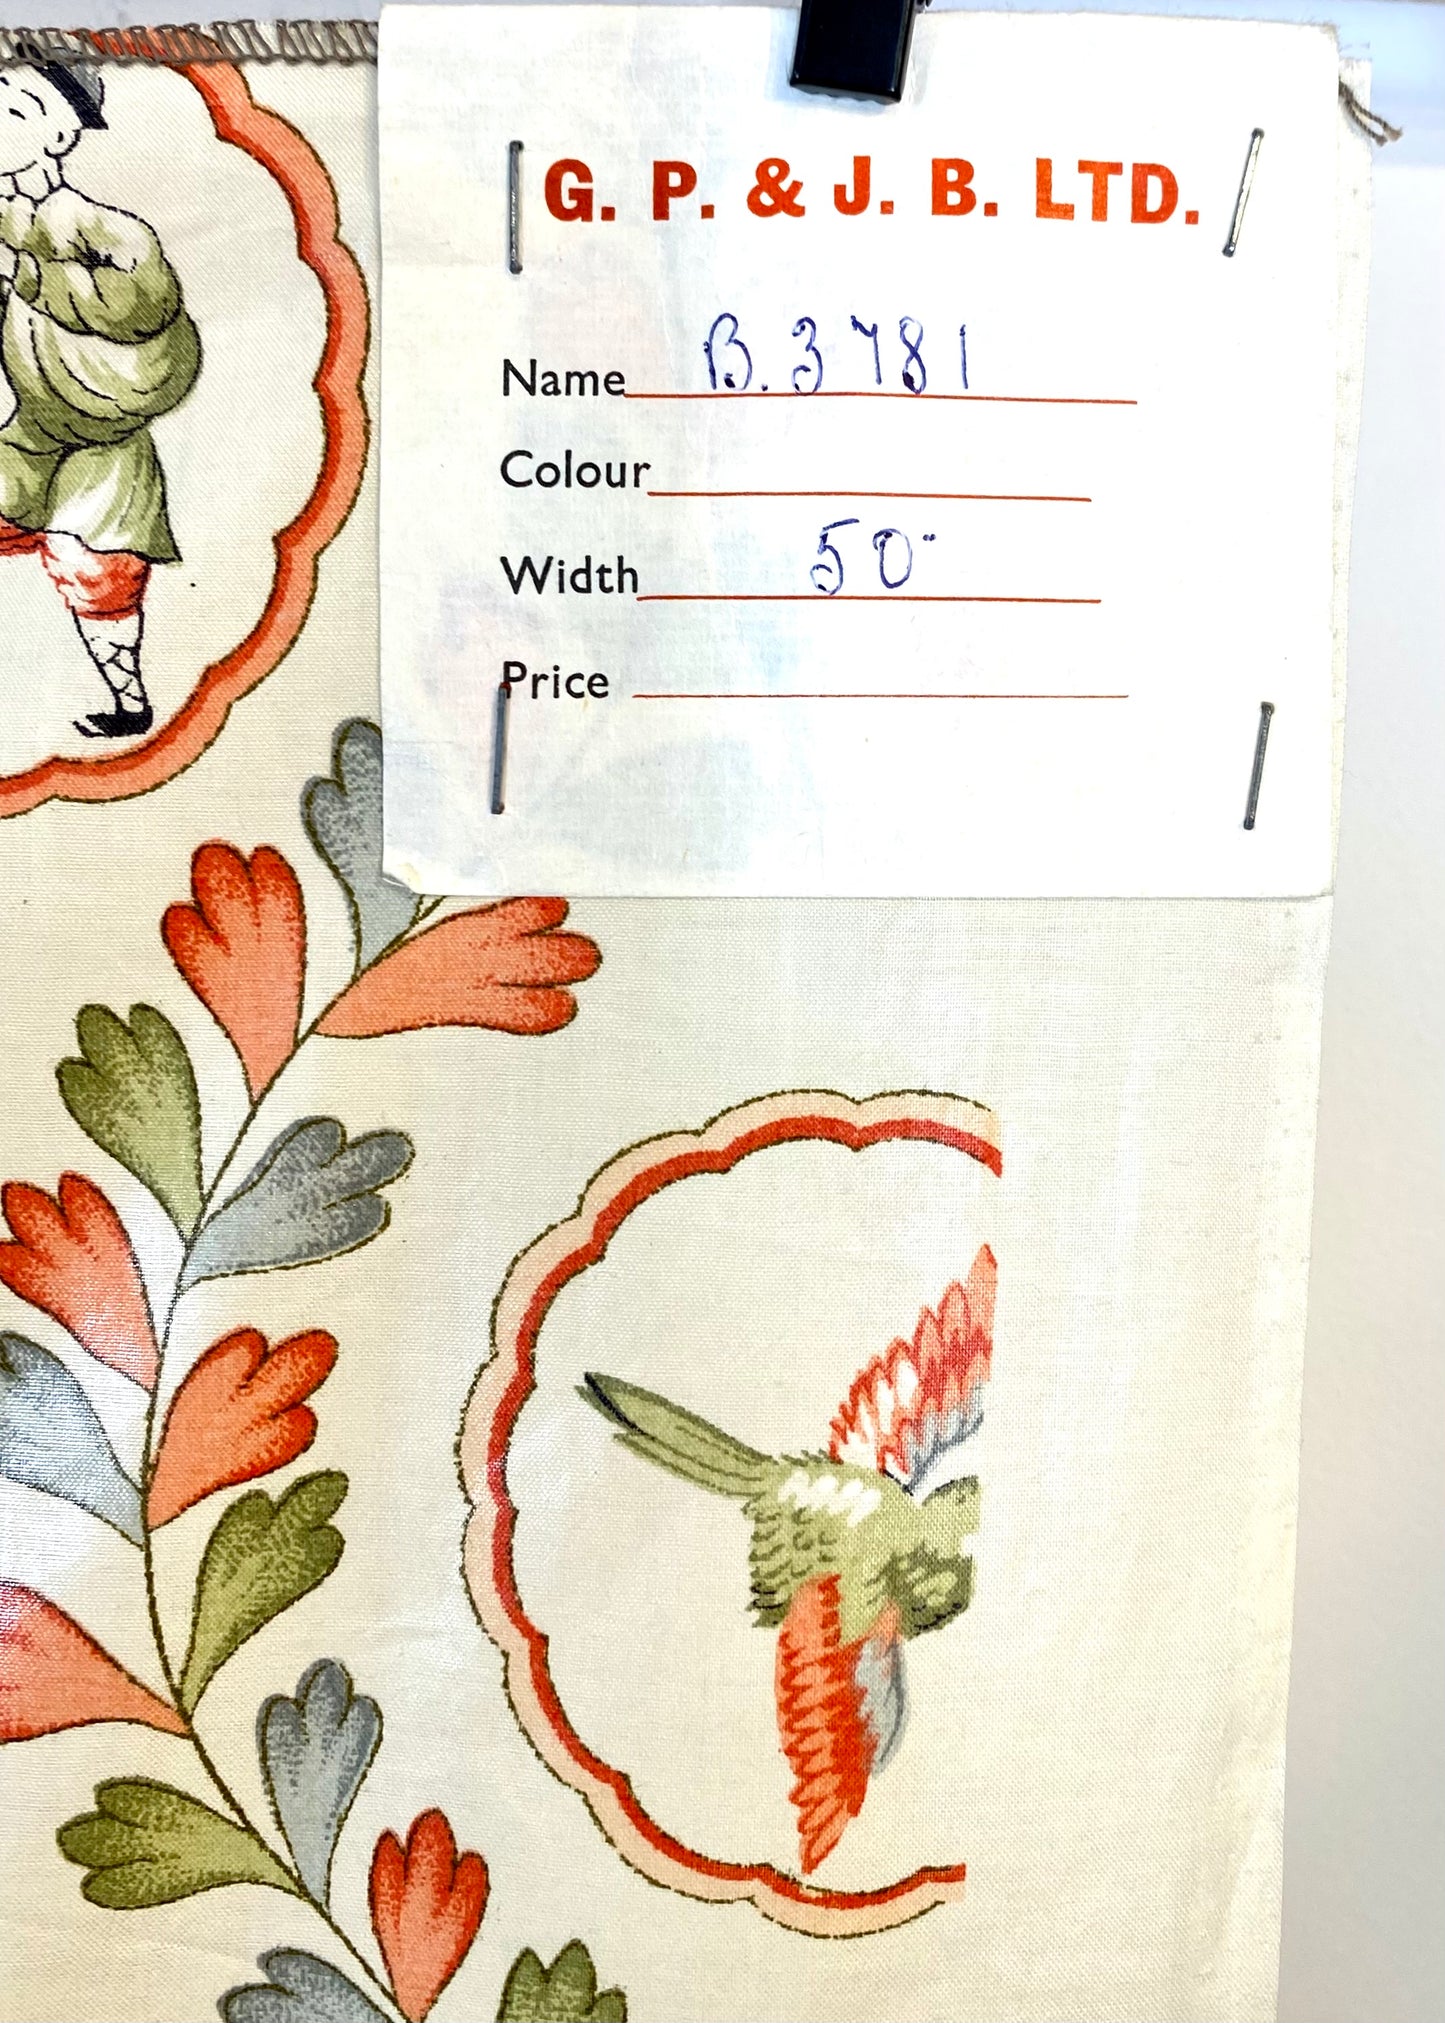 G. P. & J. B. LTD.
Name B. 3781
Colour
Width 50"
Price